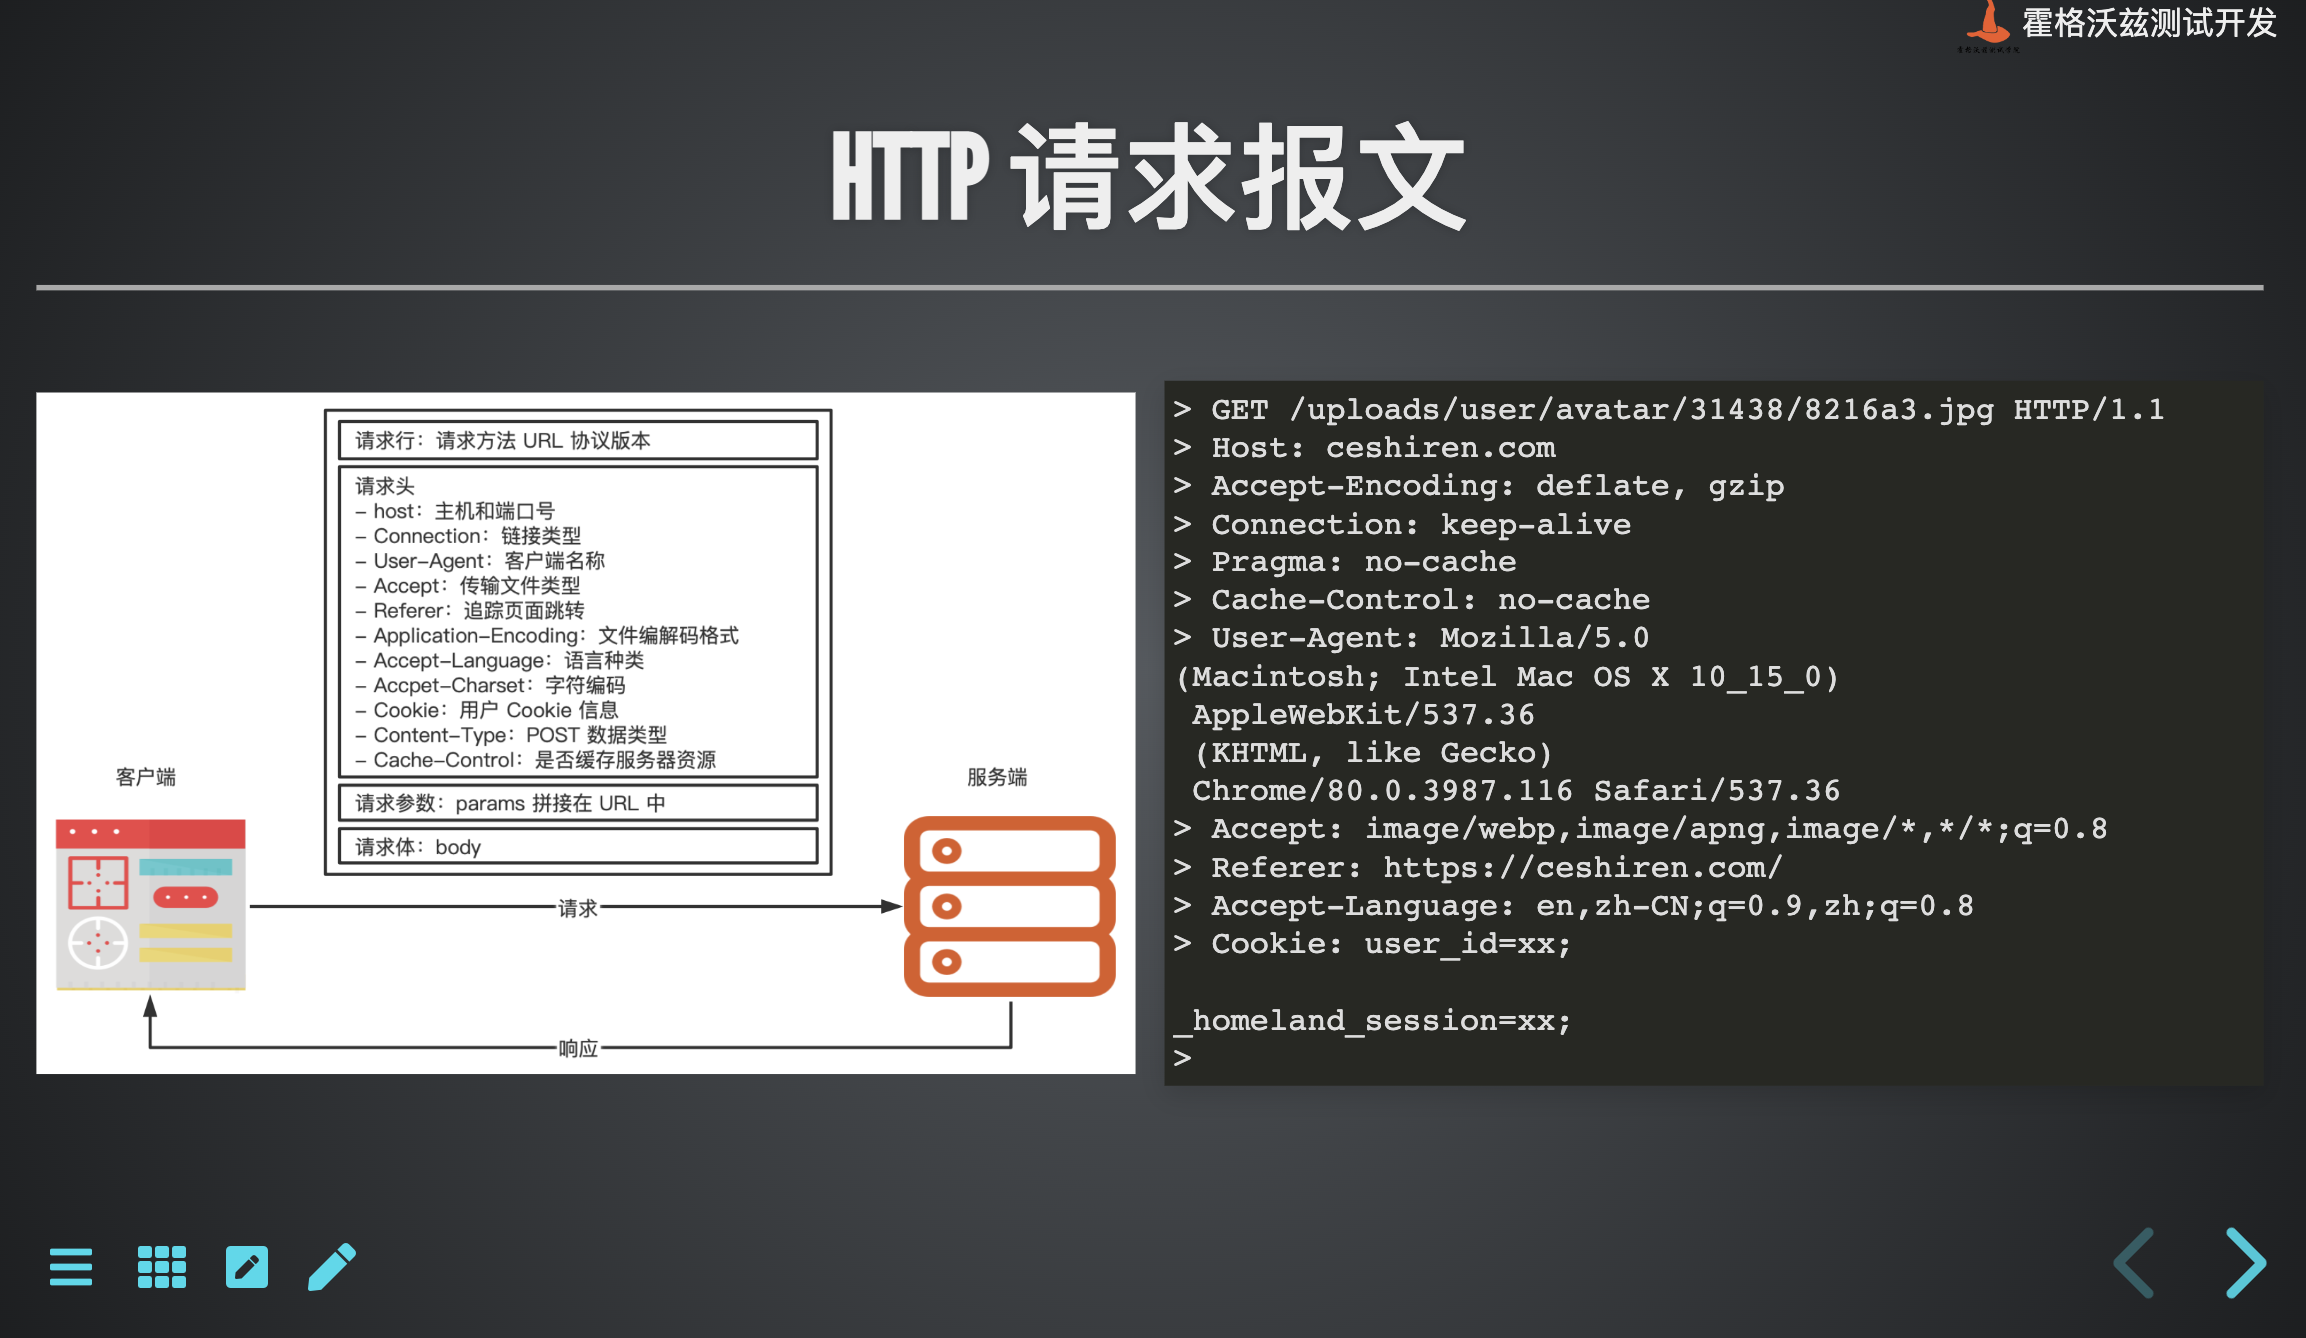 霍格沃兹测试开发
HTTP 请求报文
请求行：请求方法 URL 协议版本
请求头
- host：主机和端口号
- Connection：链接类型
- User-Agent：客户端名称
- Accept：传输文件类型
- Referer：追踪页面跳转
- Application-Encoding：文件编解码格式
- Accept-Language：语言种类
- Accpet-Charset：字符编码
- Cookie：用户 Cookie 信息
- Content-Type：POST 数据类型
- Cache-Control：是否缓存服务器资源
请求参数：params 拼接在 URL 中
请求体：body
客户端
服务端
请求
响应
> GET /uploads/user/avatar/31438/8216a3.jpg HTTP/1.1
> Host: ceshiren.com
> Accept-Encoding: deflate, gzip
> Connection: keep-alive
> Pragma: no-cache
> Cache-Control: no-cache
> User-Agent: Mozilla/5.0
(Macintosh; Intel Mac OS X 10_15_0)
AppleWebKit/537.36
(KHTML, like Gecko)
Chrome/80.0.3987.116 Safari/537.36
> Accept: image/webp,image/apng,image/*,*/*;q=0.8
> Referer: https://ceshiren.com/
> Accept-Language: en,zh-CN;q=0.9,zh;q=0.8
> Cookie: user_id=xx;
_homeland_session=xx;
>